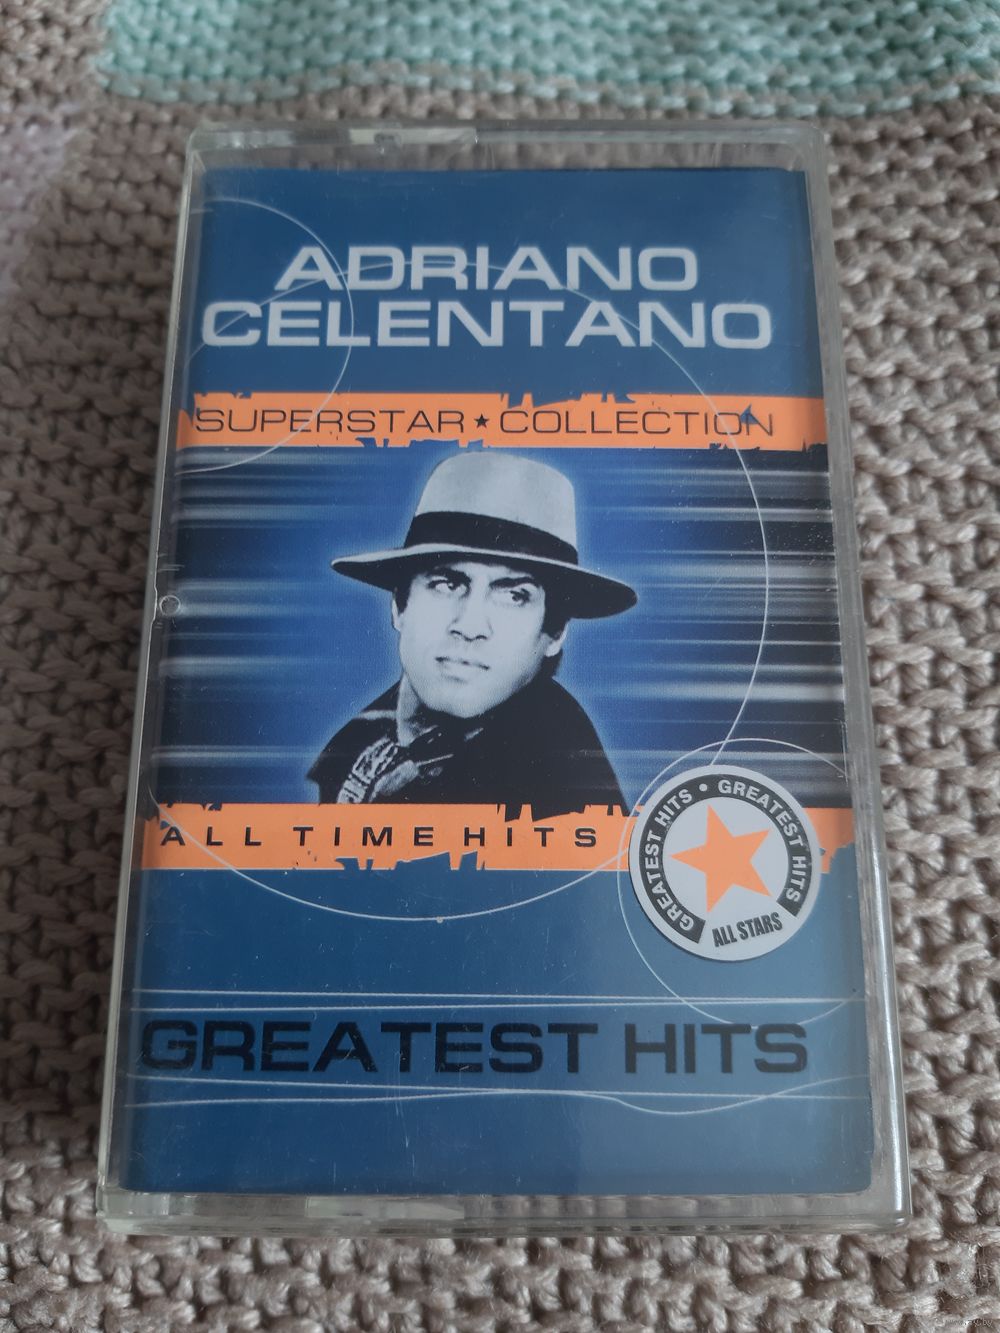 ADRIANO
CELENTANO
SUPERSTAR★COLLECTION
ALL TIME HITS
GREATEST HITS • GREATEST HITS
ALL STARS
GREATEST HITS